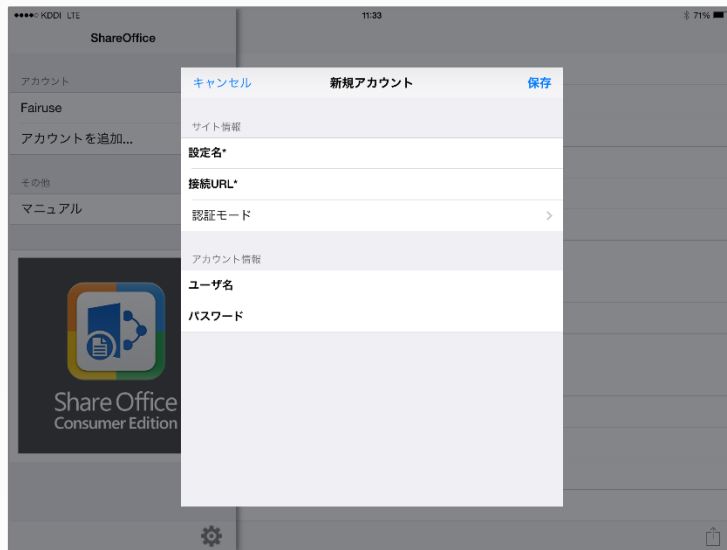 ●●●●○ KDDI LTE
11:33
71%
ShareOffice
アカウント
Fairuse
アカウントを追加...
その他
マニュアル
Share Office
Consumer Edition
キャンセル
新規アカウント
保存
サイト情報
設定名*
接続URL*
認証モード
アカウント情報
ユーザ名
パスワード